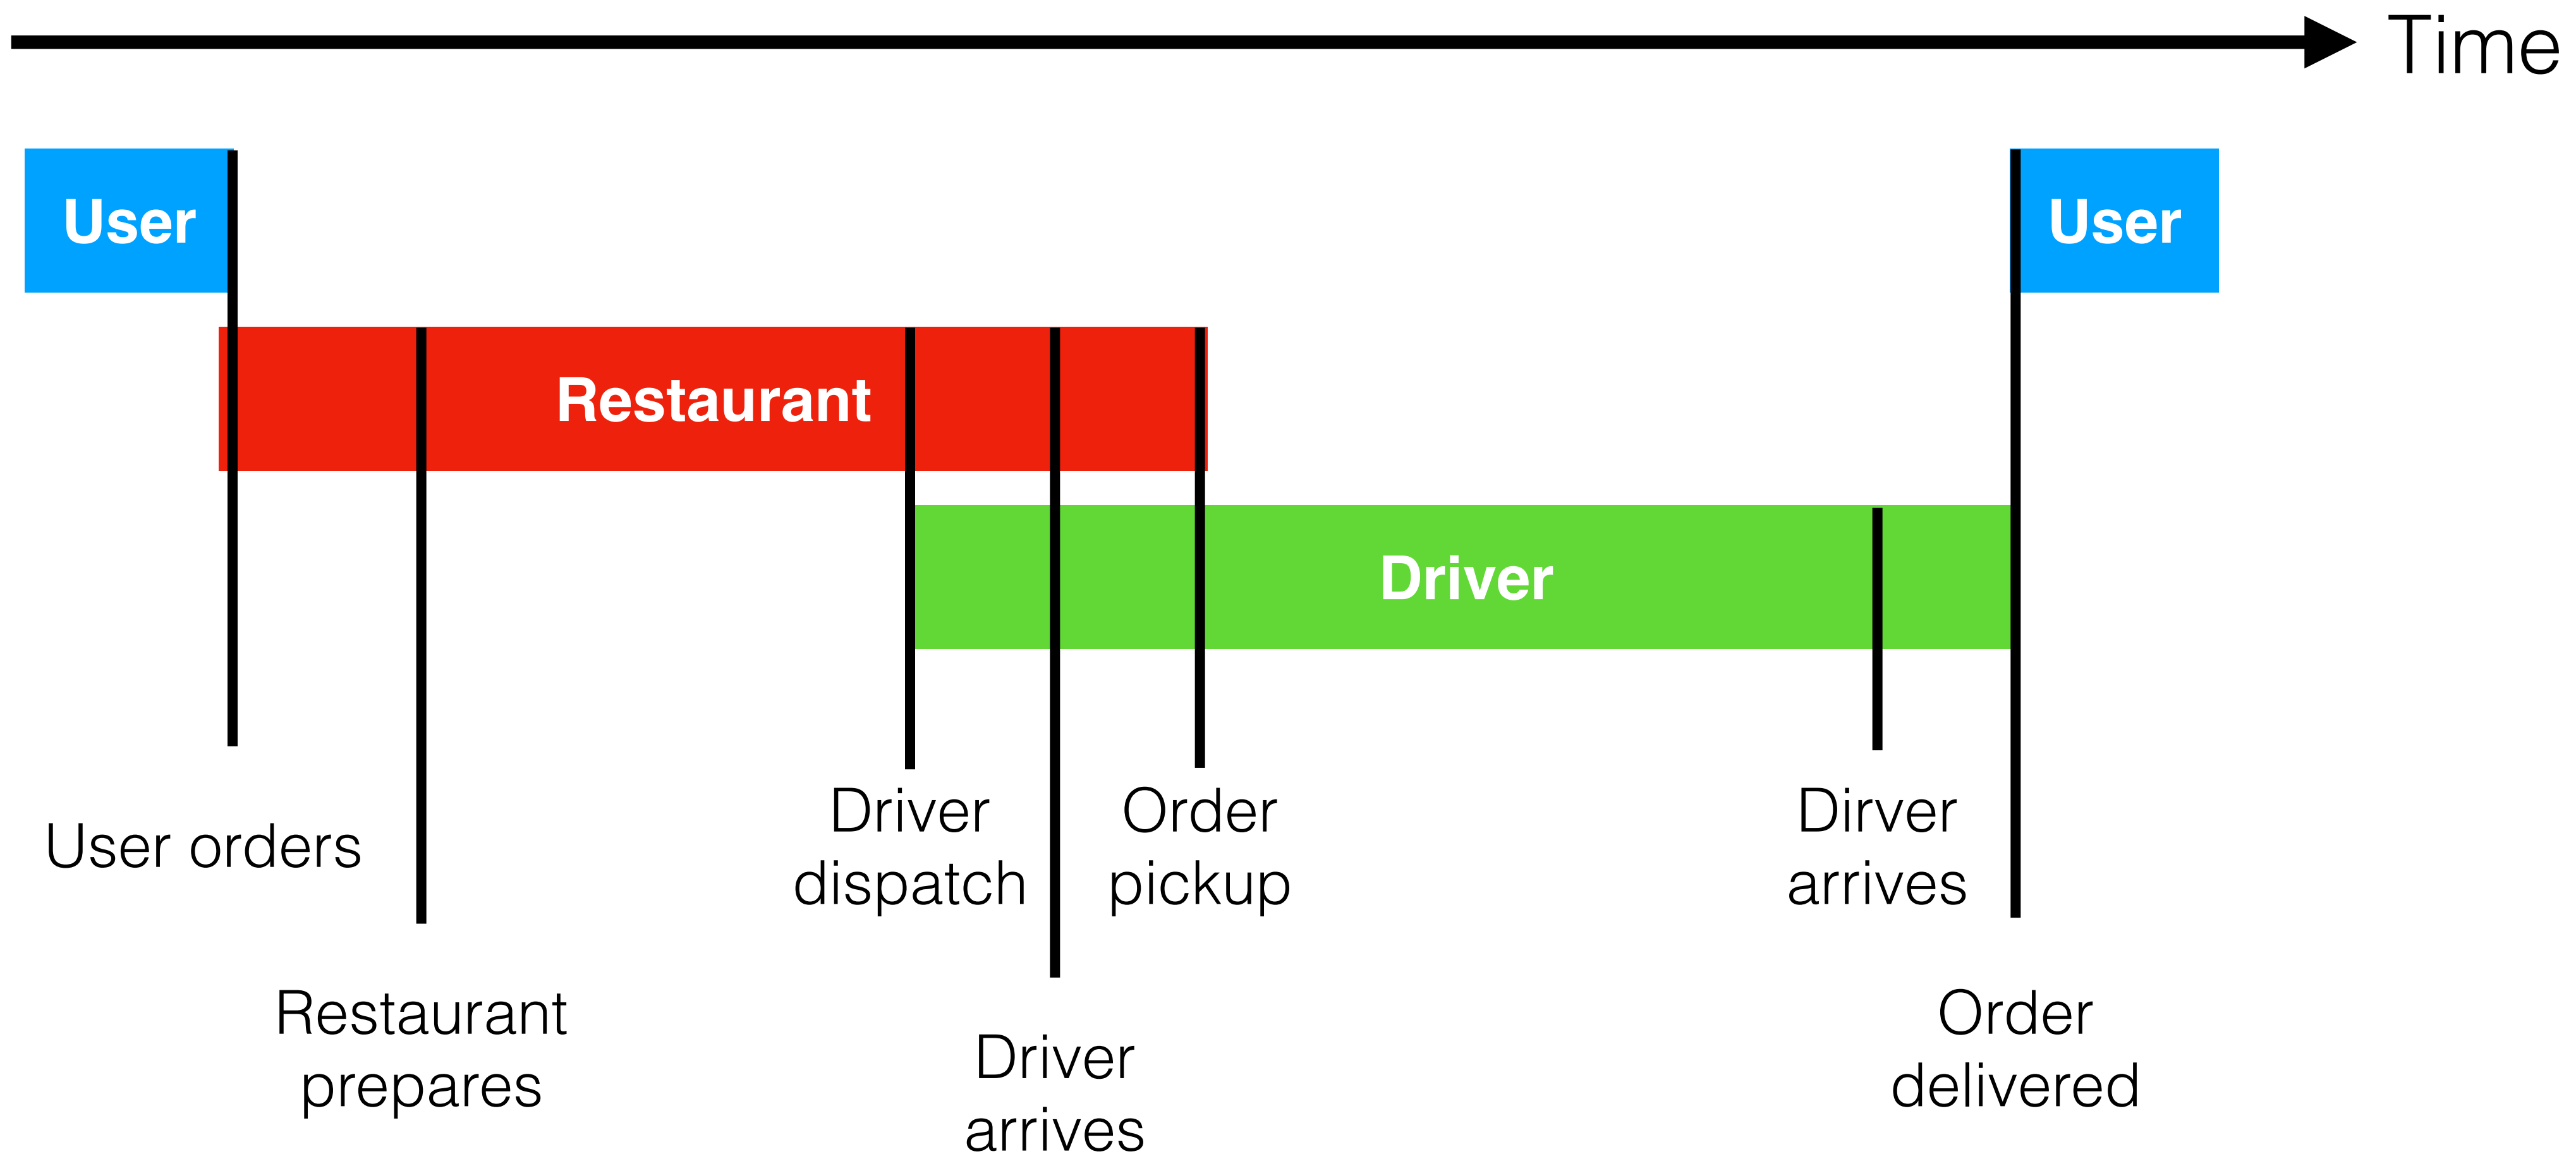 Time
User
User
Restaurant
Driver
User orders
Restaurant
prepares
Driver
dispatch
Driver
arrives
Order
pickup
Dirver
arrives
Order
delivered